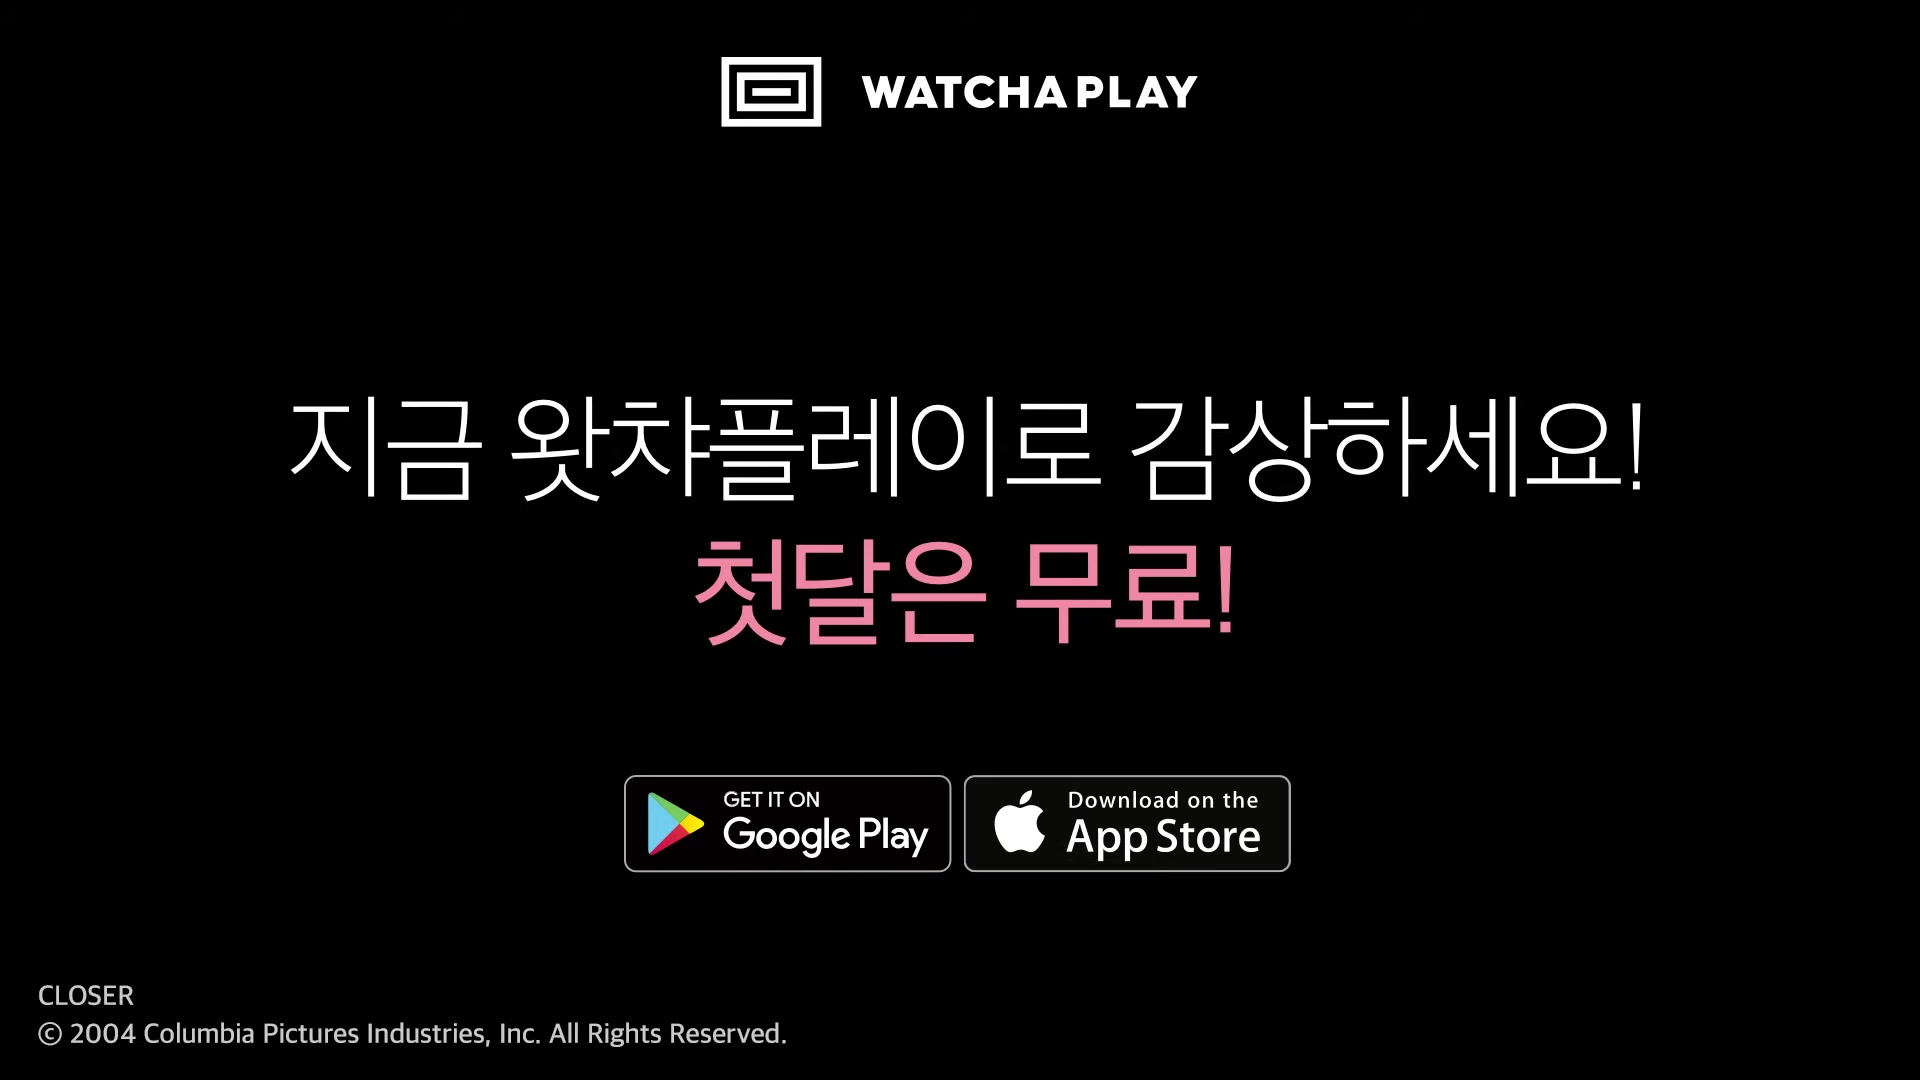 WATCHA PLAY
지금 왓챠플레이로 감상하세요!
첫달은 무료!
GET IT ON
Google Play
Download on the
App Store
CLOSER
© 2004 Columbia Pictures Industries, Inc. All Rights Reserved.